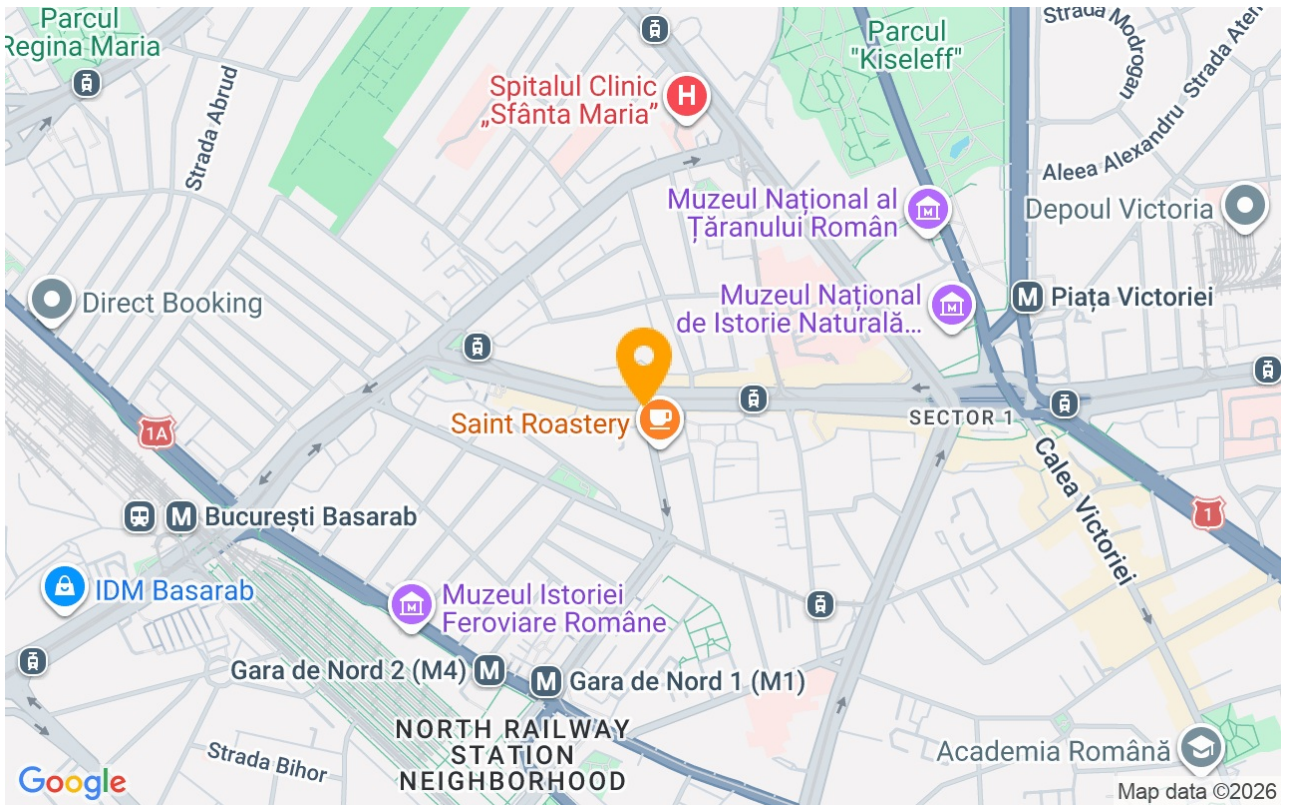 Parcul
Regina Maria
Strada Abrud
Spitalul Clinic
„Sfânta Maria”
H
Parcul
"Kiseleff"
Strada Modrogan
Strada Aten
Aleea Alexandru
Muzeul Național al
Țăranului Român
M
Depoul Victoria
Direct Booking
Muzeul Național
de Istorie Naturală...
M
M Piața Victoriei
Saint Roastery
SECTOR 1
1A
Calea Victoriei
1
M București Basarab
IDM Basarab
M
Muzeul Istoriei
Feroviare Române
Gara de Nord 2 (M4) M
M Gara de Nord 1 (M1)
NORTH RAILWAY
STATION
NEIGHBORHOOD
Strada Bihor
Academia Română
Google
Map data ©2026